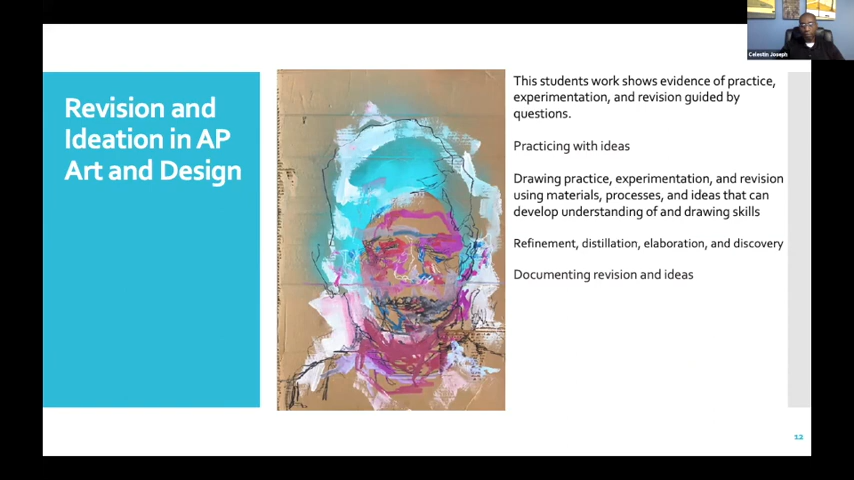 Celestin Joseph
Revision and
Ideation in AP
Art and Design
This students work shows evidence of practice,
experimentation, and revision guided by
questions.
Practicing with ideas
Drawing practice, experimentation, and revision
using materials, processes, and ideas that can
develop understanding of and drawing skills
Refinement, distillation, elaboration, and discovery
Documenting revision and ideas
12